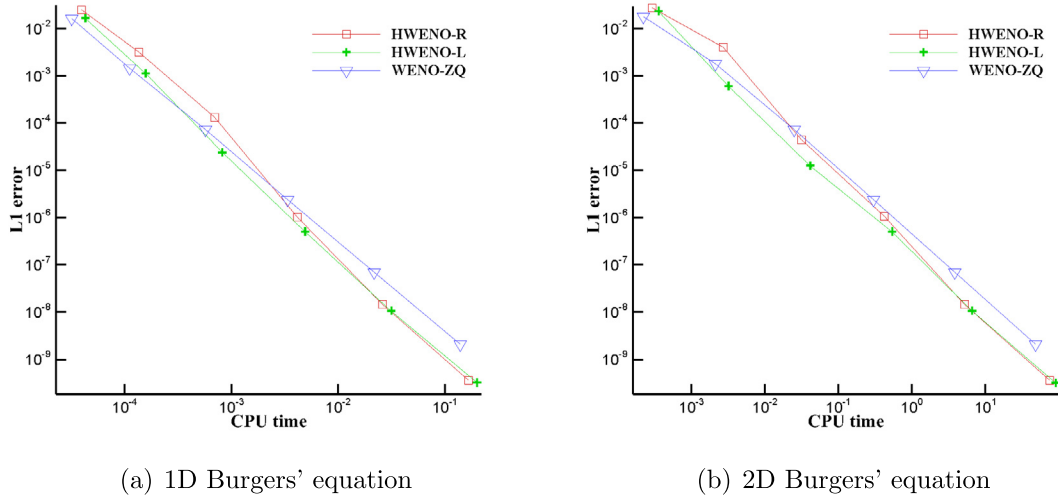 HWENO-R
HWENO-L
WENO-ZQ
L1 error
10^-2
10^-3
10^-4
10^-5
10^-6
10^-7
10^-8
10^-9
10^-4 10^-3 10^-2 10^-1
CPU time
(a) 1D Burgers' equation
HWENO-R
HWENO-L
WENO-ZQ
L1 error
10^-2
10^-3
10^-4
10^-5
10^-6
10^-7
10^-8
10^-9
10^-3 10^-2 10^-1 10^0 10^1
CPU time
(b) 2D Burgers' equation